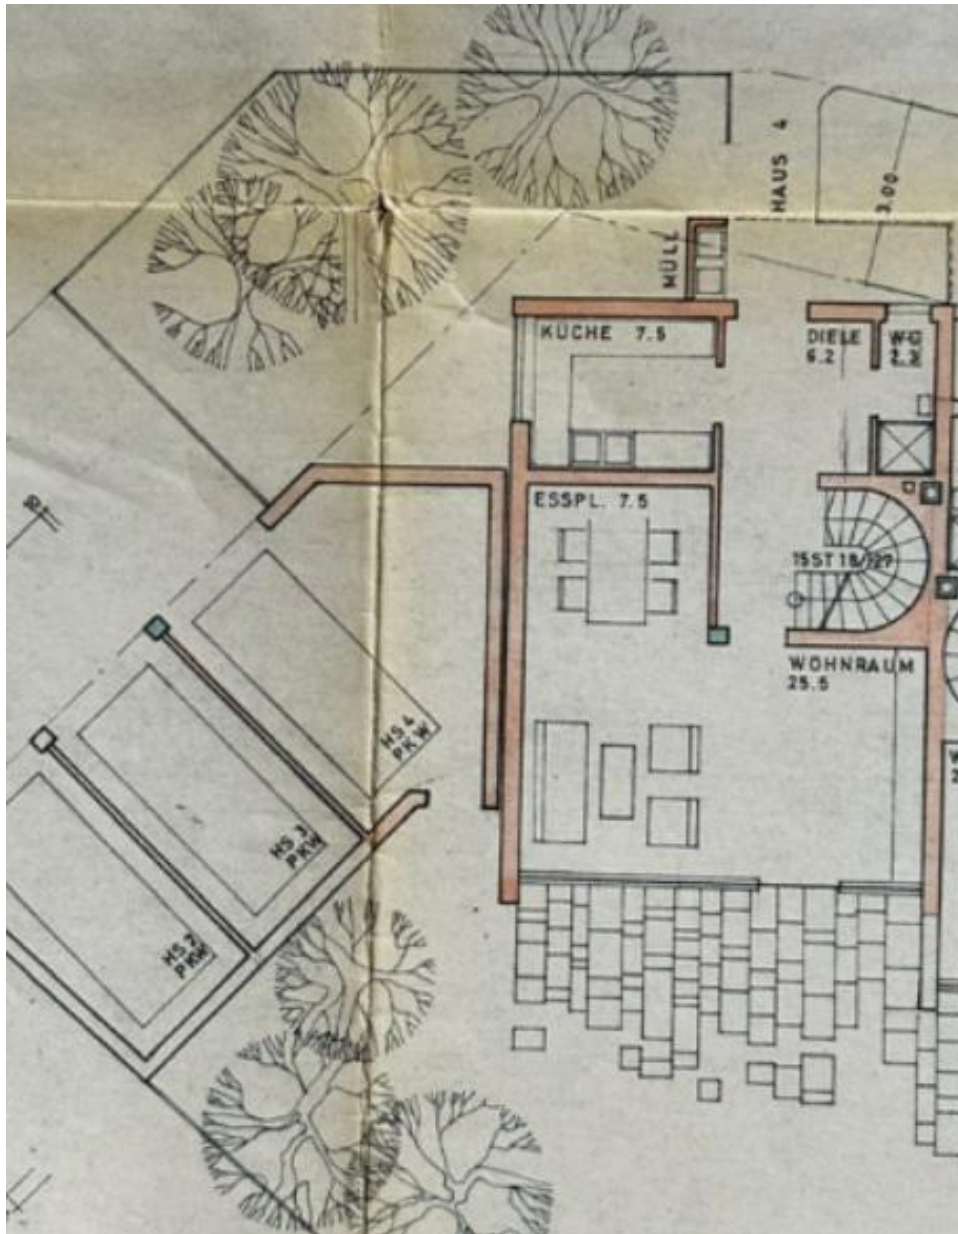 HAUS 4
3.00
MÜLL
KÜCHE 7.5
DIELE
6.2
WC
2.3
ESSPL. 7.5
15 ST 18/27
WOHNRAUM
25.5
HS 4
PKW
HS 3
PKW
HS 2
PKW
W
2